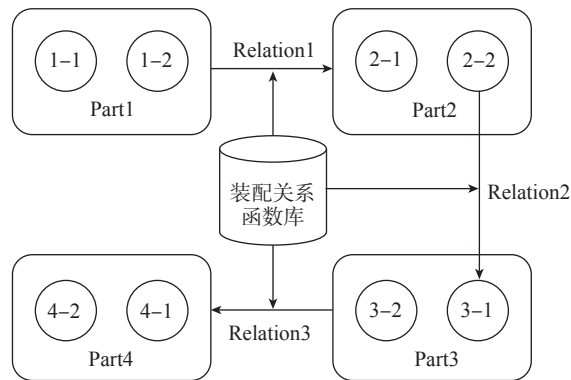 1–1
1–2
Relation1
2–1
2–2
Part1
Part2
装配关系
函数库
Relation2
4–2
4–1
3–2
3–1
Relation3
Part4
Part3